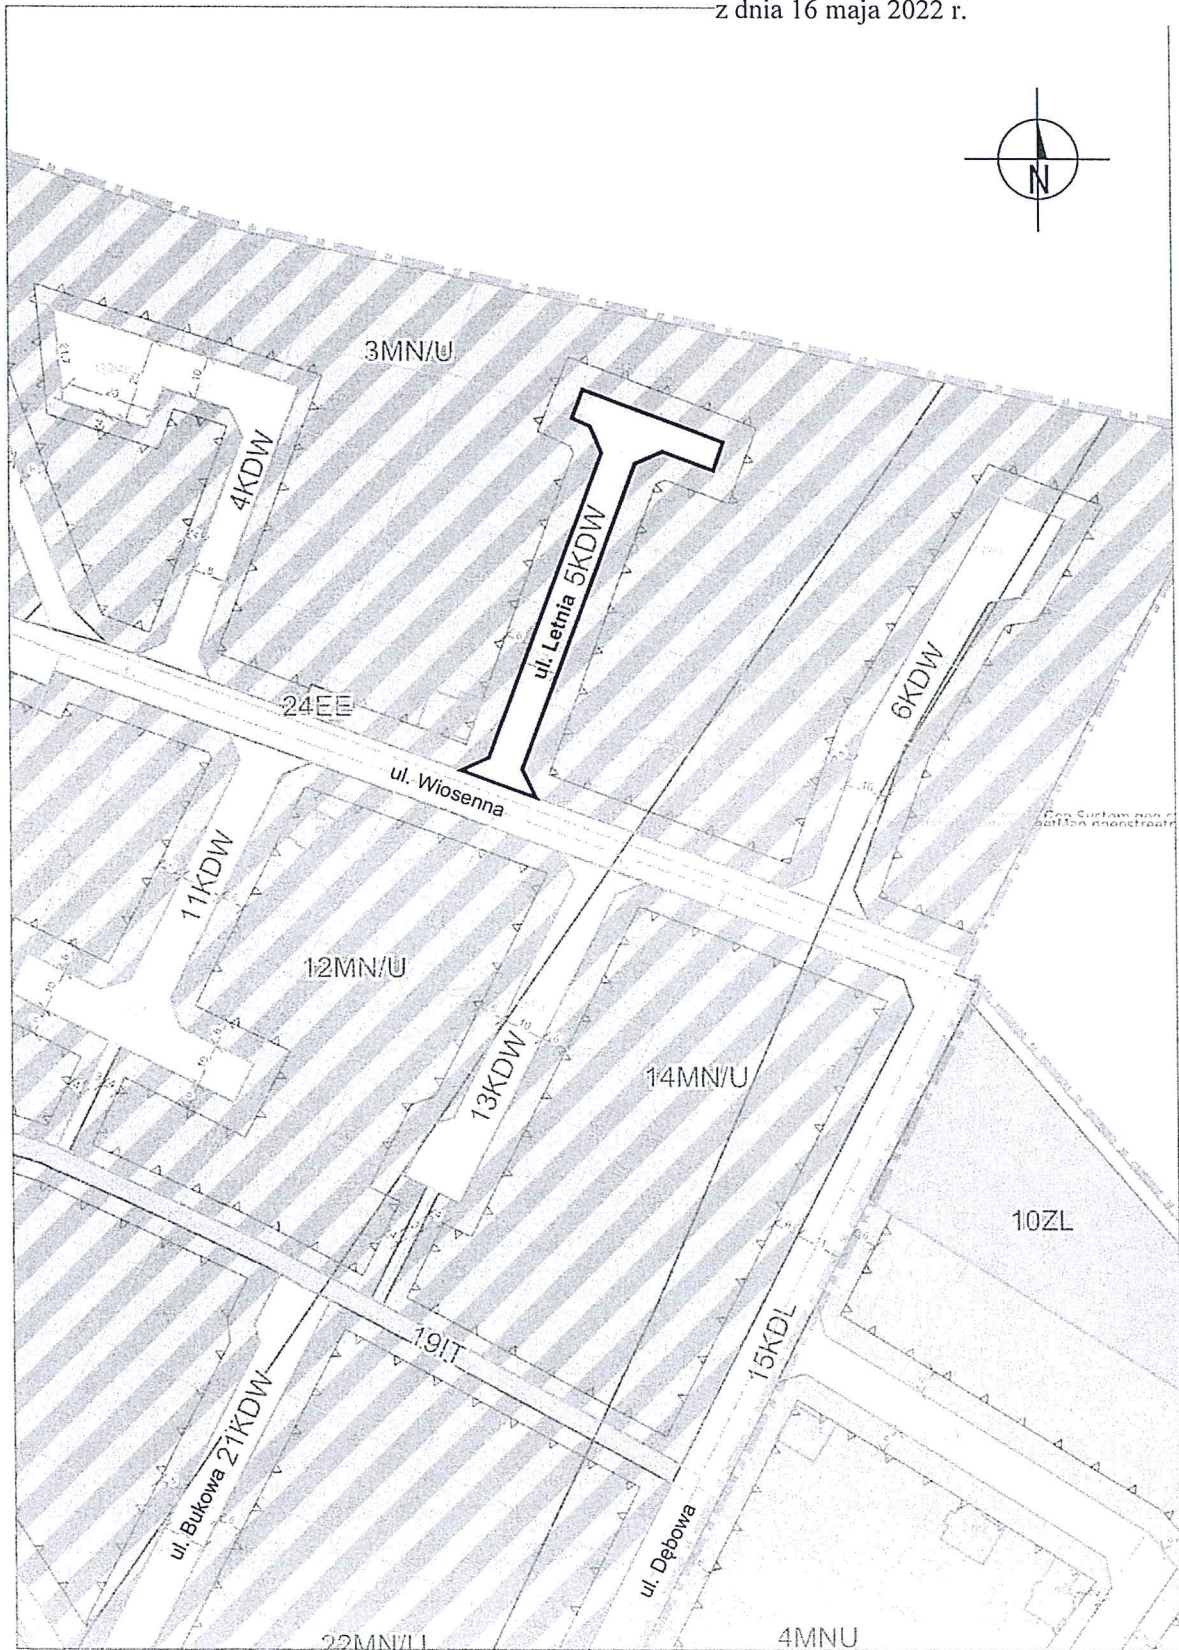 z dnia 16 maja 2022 r.
N
3MN/U
4KDW
ul. Letnia 5KDW
6KDW
24EE
ul. Wiosenna
11KDW
12MN/U
13KDW
14MN/U
10ZL
15KDL
19IT
ul. Bukowa 21KDW
ul. Dębowa
22MN/U
4MNU